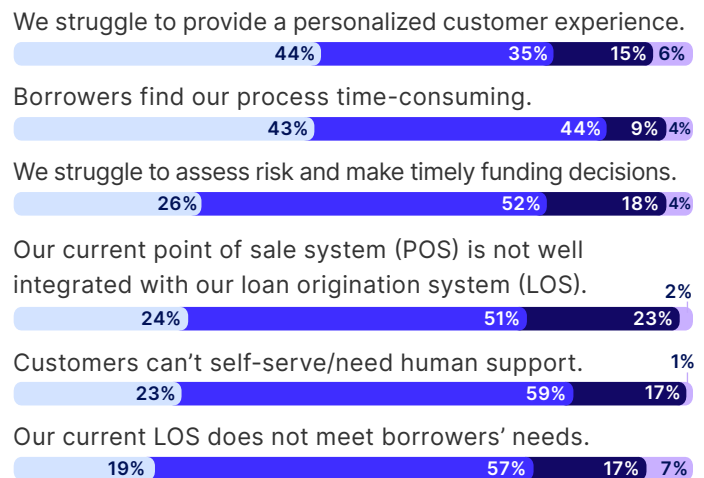 We struggle to provide a personalized customer experience.
44% 35% 15% 6%
Borrowers find our process time-consuming.
43% 44% 9% 4%
We struggle to assess risk and make timely funding decisions.
26% 52% 18% 4%
Our current point of sale system (POS) is not well
integrated with our loan origination system (LOS).
2%
24% 51% 23%
Customers can’t self-serve/need human support.
1%
23% 59% 17%
Our current LOS does not meet borrowers’ needs.
19% 57% 17% 7%